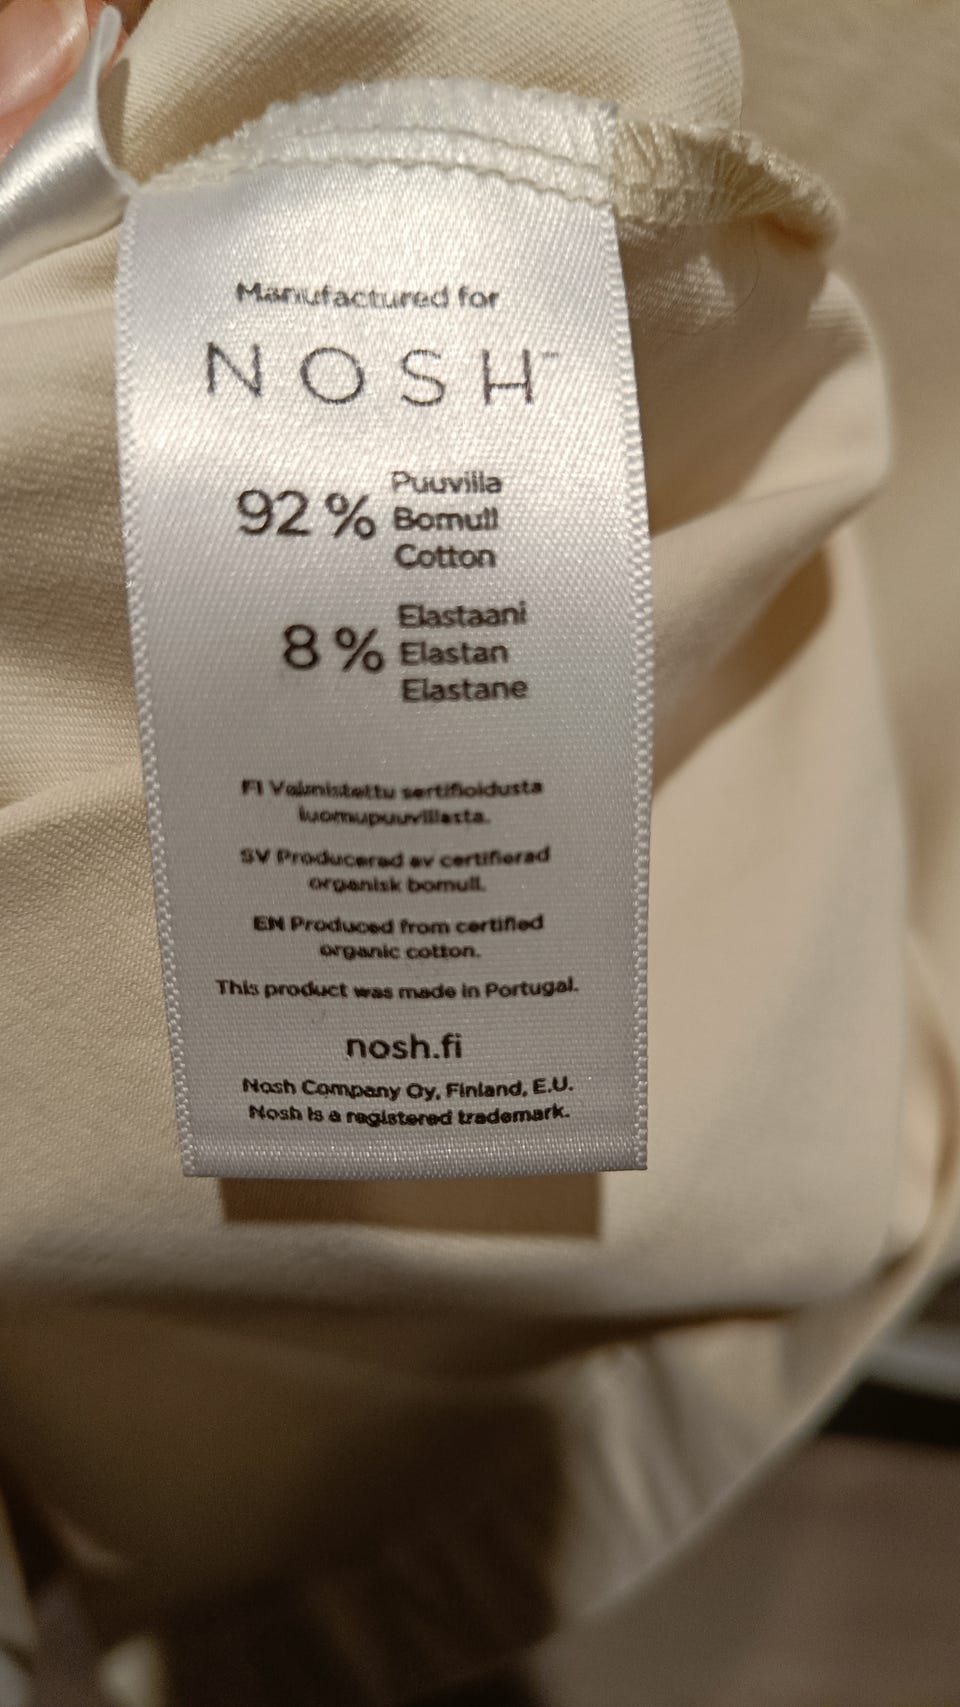 Manufactured for
NOSH™
92 % Puuvilla
Bomull
Cotton
8 % Elastaani
Elastan
Elastane
FI Valmistettu sertifioidusta
luomupuuvillasta.
SV Producerad av certifierad
organisk bomull.
EN Produced from certified
organic cotton.
This product was made in Portugal.
nosh.fi
Nosh Company Oy, Finland, E.U.
Nosh is a registered trademark.